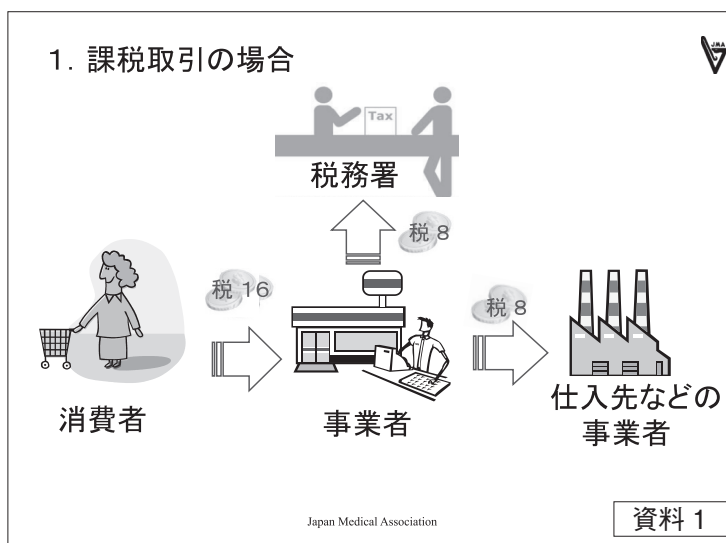 1. 課税取引の場合
JMA
Tax
税務署
税 8
税 16
税 8
消費者
事業者
仕入先などの
事業者
Japan Medical Association
資料 1